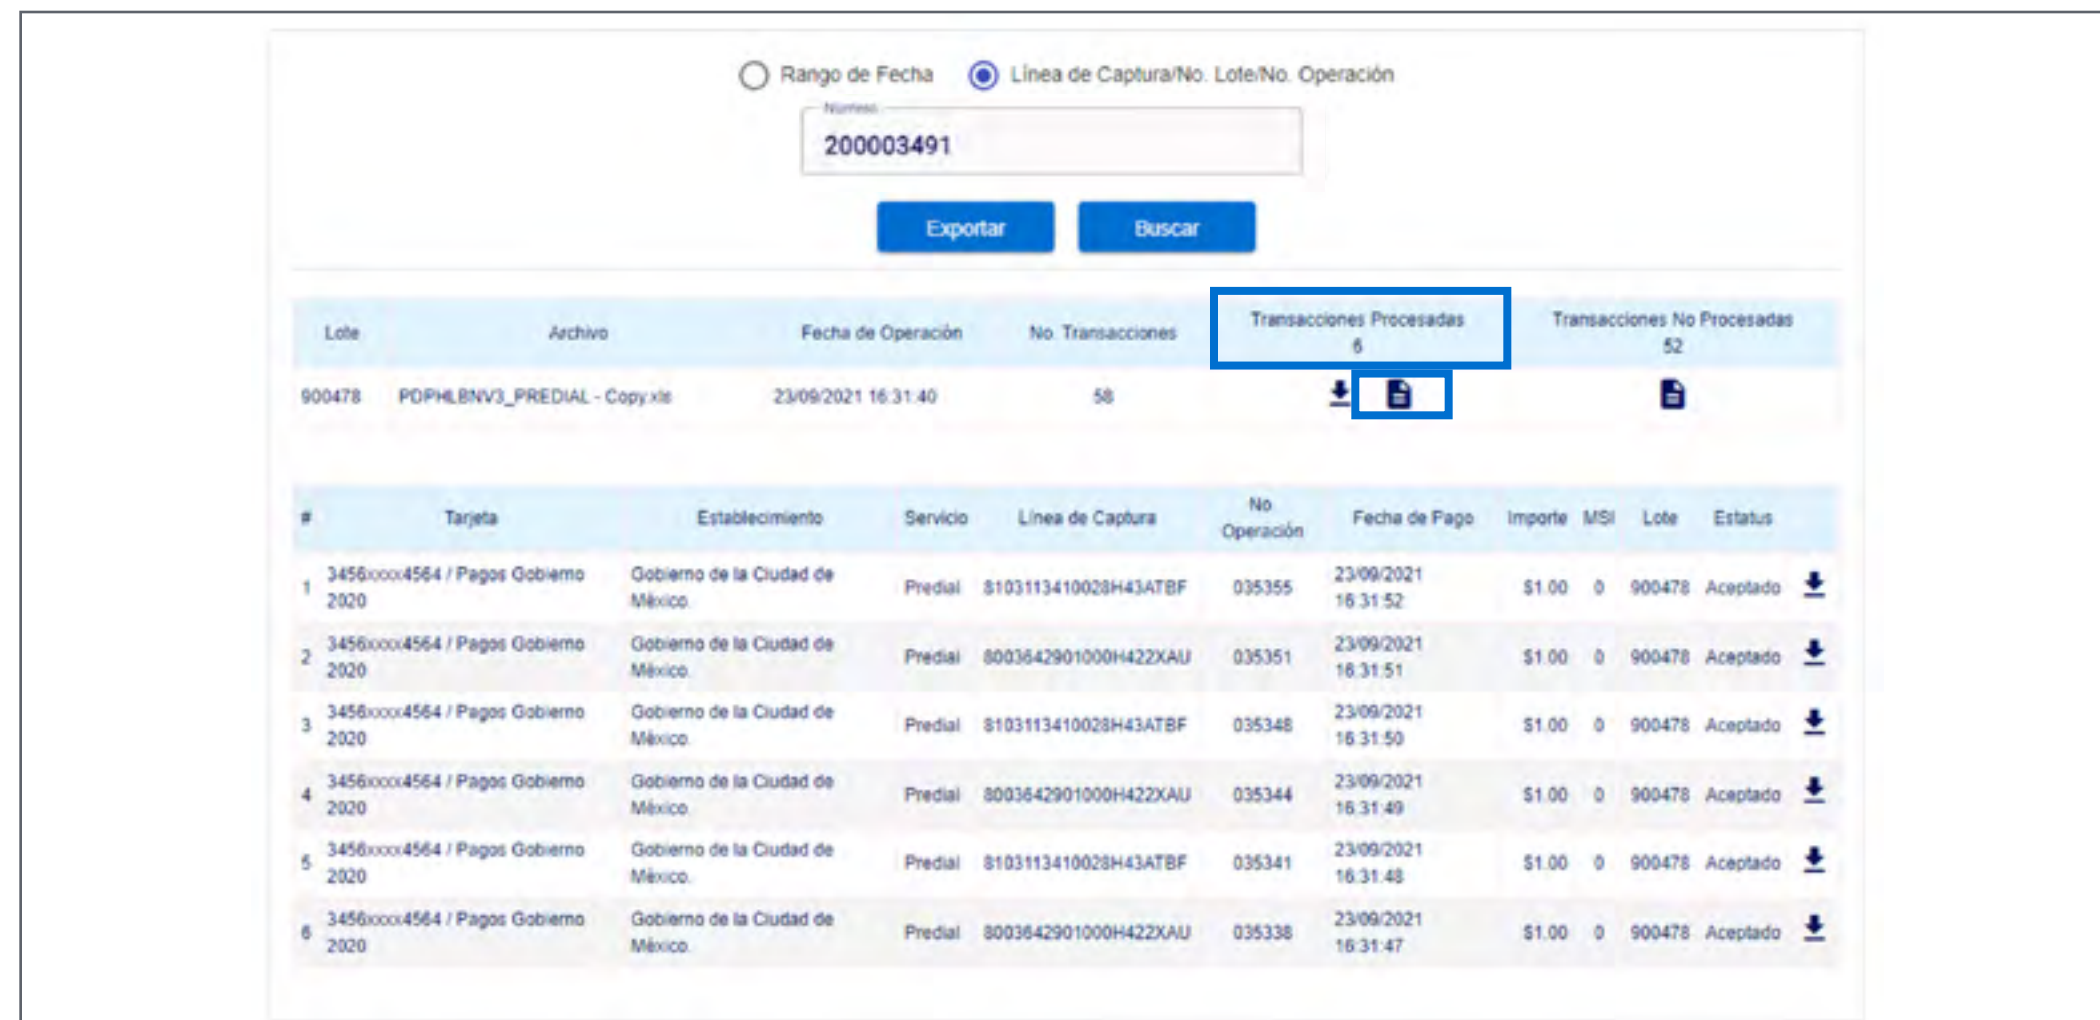 Rango de Fecha Línea de Captura/No. Lote/No. Operación
Número
200003491
Exportar Buscar
Lote Archivo Fecha de Operación No. Transacciones Transacciones Procesadas Transacciones No Procesadas
6 52
900478 PDPHLBNV3_PREDIAL - Copy.xls 23/09/2021 16:31:40 58
# Tarjeta Establecimiento Servicio Línea de Captura No. Operación Fecha de Pago Importe MSI Lote Estatus
1 3456xxxx4564 / Pagos Gobierno 2020 Gobierno de la Ciudad de México. Predial 8103113410028H43ATBF 035355 23/09/2021 16:31:52 $1.00 0 900478 Aceptado
2 3456xxxx4564 / Pagos Gobierno 2020 Gobierno de la Ciudad de México. Predial 8003642901000H422XAU 035351 23/09/2021 16:31:51 $1.00 0 900478 Aceptado
3 3456xxxx4564 / Pagos Gobierno 2020 Gobierno de la Ciudad de México. Predial 8103113410028H43ATBF 035348 23/09/2021 16:31:50 $1.00 0 900478 Aceptado
4 3456xxxx4564 / Pagos Gobierno 2020 Gobierno de la Ciudad de México. Predial 8003642901000H422XAU 035344 23/09/2021 16:31:49 $1.00 0 900478 Aceptado
5 3456xxxx4564 / Pagos Gobierno 2020 Gobierno de la Ciudad de México. Predial 8103113410028H43ATBF 035341 23/09/2021 16:31:48 $1.00 0 900478 Aceptado
6 3456xxxx4564 / Pagos Gobierno 2020 Gobierno de la Ciudad de México. Predial 8003642901000H422XAU 035338 23/09/2021 16:31:47 $1.00 0 900478 Aceptado